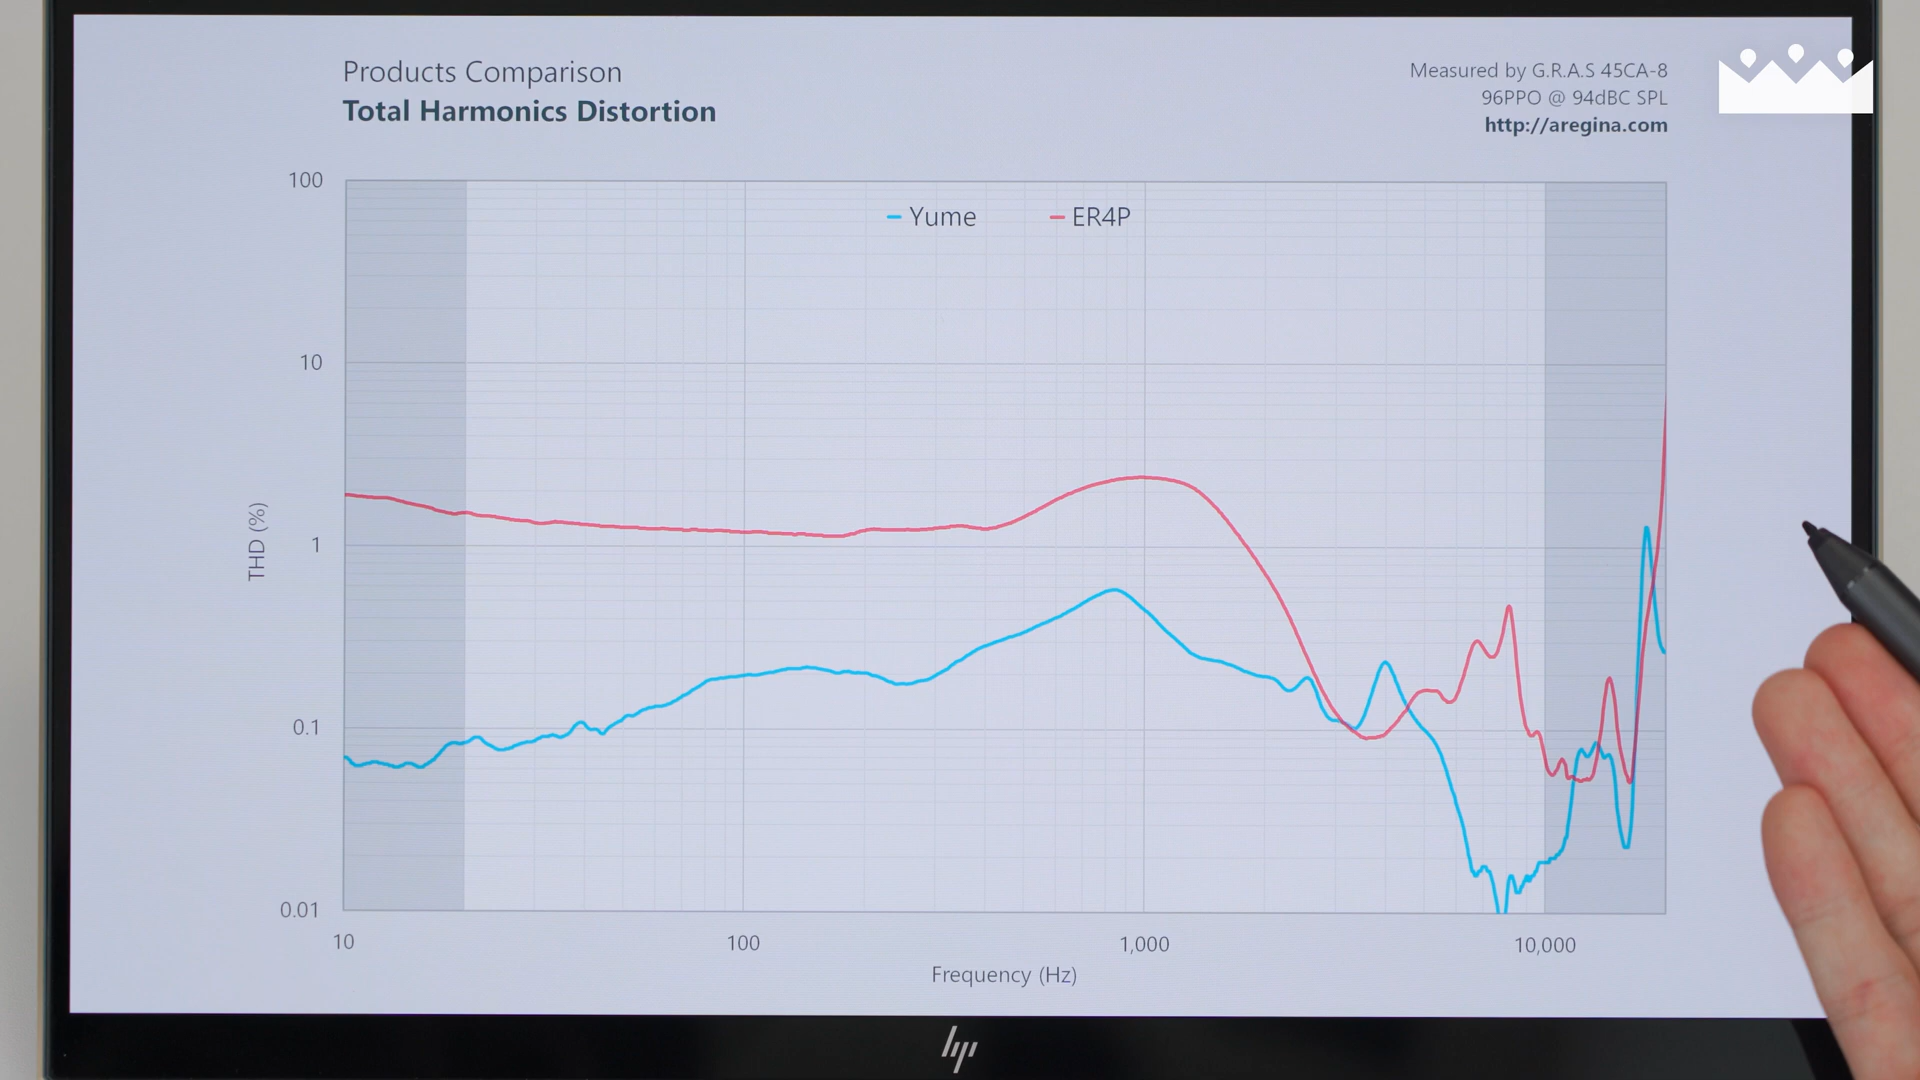 Products Comparison
Total Harmonics Distortion
Measured by G.R.A.S 45CA-8
96PPO @ 94dBC SPL
http://aregina.com
Yume
ER4P
100
10
1
0.1
0.01
THD (%)
10
100
1,000
10,000
Frequency (Hz)
hp